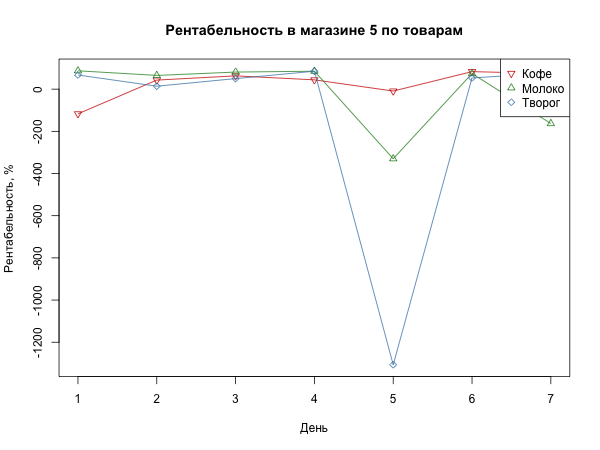 Рентабельность в магазине 5 по товарам
Кофе
Молоко
Творог
Рентабельность, %
0
-200
-400
-600
-800
-1000
-1200
1 2 3 4 5 6 7
День